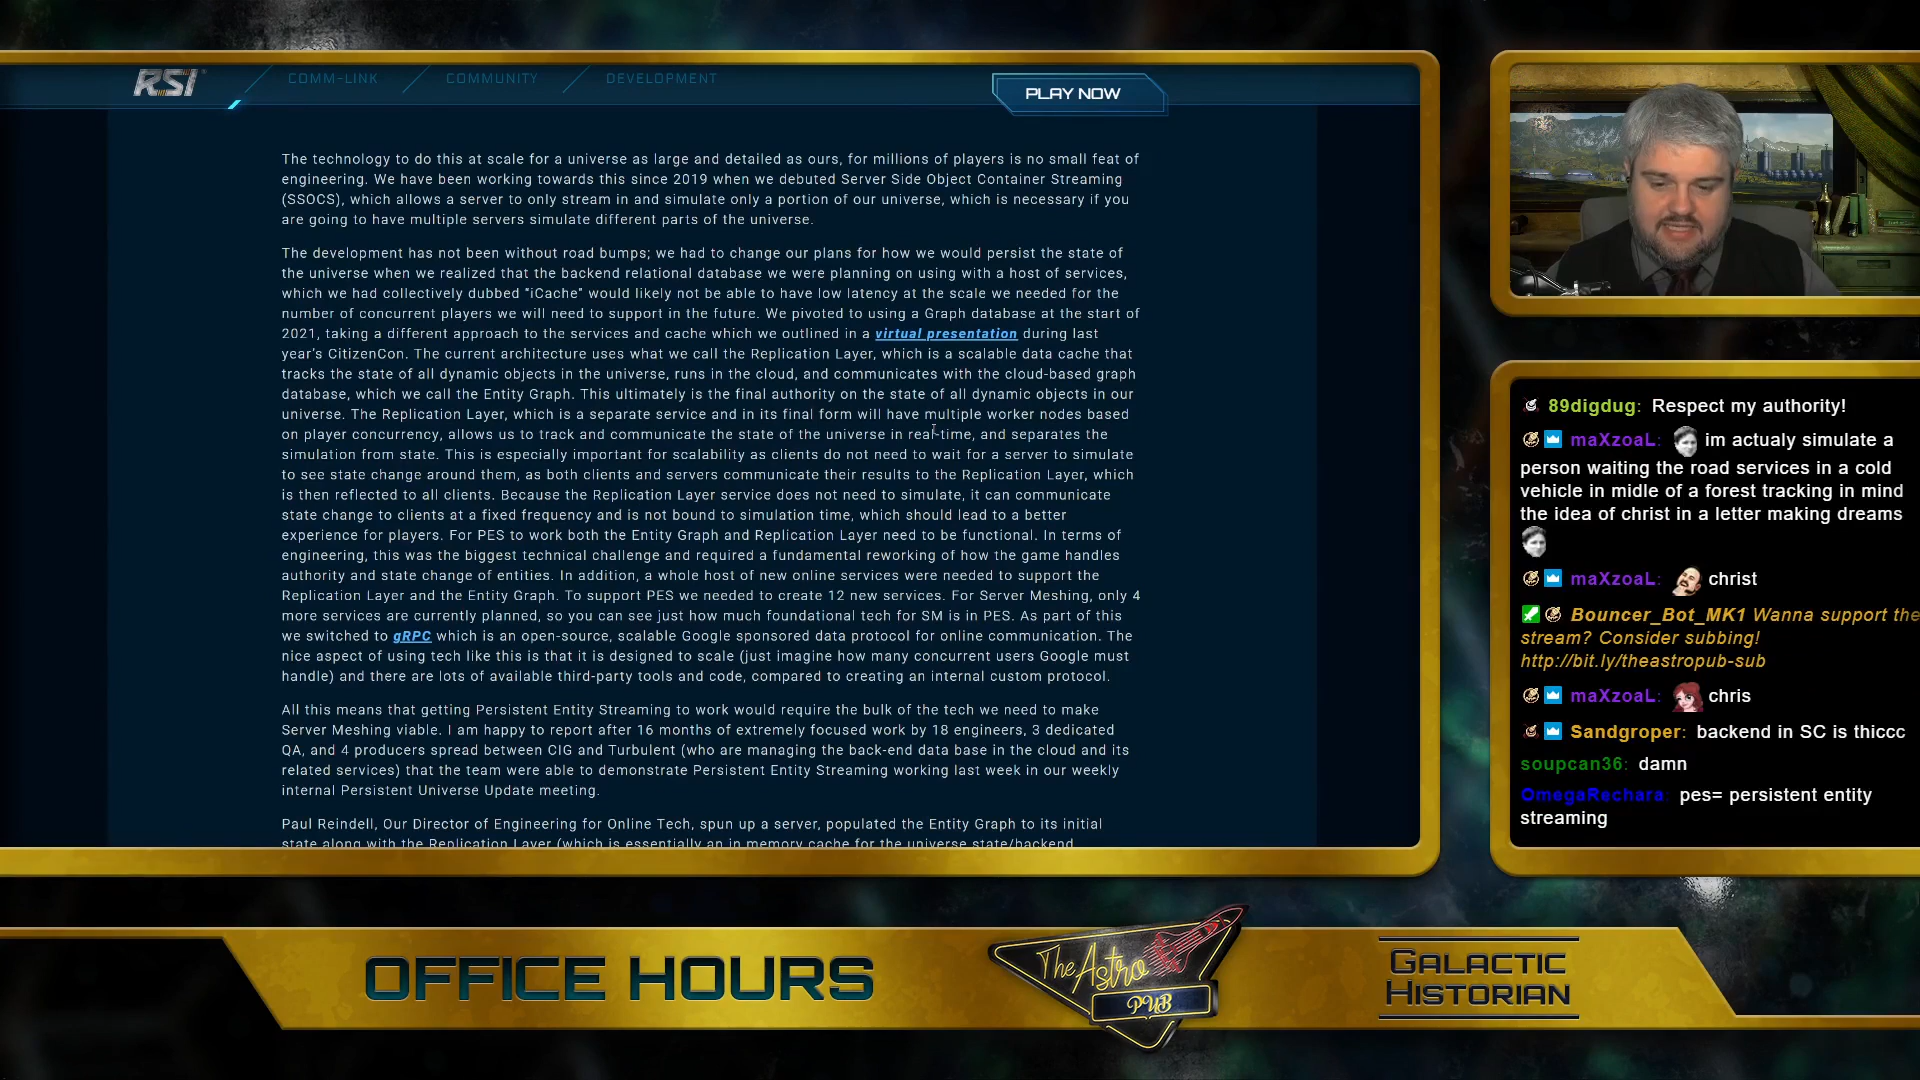 RSI
COMM-LINK
COMMUNITY
DEVELOPMENT
PLAY NOW
The technology to do this at scale for a universe as large and detailed as ours, for millions of players is no small feat of
engineering. We have been working towards this since 2019 when we debuted Server Side Object Container Streaming
(SSOCS), which allows a server to only stream in and simulate only a portion of our universe, which is necessary if you
are going to have multiple servers simulate different parts of the universe.
The development has not been without road bumps; we had to change our plans for how we would persist the state of
the universe when we realized that the backend relational database we were planning on using with a host of services,
which we had collectively dubbed “iCache” would likely not be able to have low latency at the scale we needed for the
number of concurrent players we will need to support in the future. We pivoted to using a Graph database at the start of
2021, taking a different approach to the services and cache which we outlined in a virtual presentation during last
year’s CitizenCon. The current architecture uses what we call the Replication Layer, which is a scalable data cache that
tracks the state of all dynamic objects in the universe, runs in the cloud, and communicates with the cloud-based graph
database, which we call the Entity Graph. This ultimately is the final authority on the state of all dynamic objects in our
universe. The Replication Layer, which is a separate service and in its final form will have multiple worker nodes based
on player concurrency, allows us to track and communicate the state of the universe in real-time, and separates the
simulation from state. This is especially important for scalability as clients do not need to wait for a server to simulate
to see state change around them, as both clients and servers communicate their results to the Replication Layer, which
is then reflected to all clients. Because the Replication Layer service does not need to simulate, it can communicate
state change to clients at a fixed frequency and is not bound to simulation time, which should lead to a better
experience for players. For PES to work both the Entity Graph and Replication Layer need to be functional. In terms of
engineering, this was the biggest technical challenge and required a fundamental reworking of how the game handles
authority and state change of entities. In addition, a whole host of new online services were needed to support the
Replication Layer and the Entity Graph. To support PES we needed to create 12 new services. For Server Meshing, only 4
more services are currently planned, so you can see just how much foundational tech for SM is in PES. As part of this
we switched to gRPC which is an open-source, scalable Google sponsored data protocol for online communication. The
nice aspect of using tech like this is that it is designed to scale (just imagine how many concurrent users Google must
handle) and there are lots of available third-party tools and code, compared to creating an internal custom protocol.
All this means that getting Persistent Entity Streaming to work would require the bulk of the tech we need to make
Server Meshing viable. I am happy to report after 16 months of extremely focused work by 18 engineers, 3 dedicated
QA, and 4 producers spread between CIG and Turbulent (who are managing the back-end data base in the cloud and its
related services) that the team were able to demonstrate Persistent Entity Streaming working last week in our weekly
internal Persistent Universe Update meeting.
Paul Reindell, Our Director of Engineering for Online Tech, spun up a server, populated the Entity Graph to its initial
state along with the Replication Layer (which is essentially an in memory cache for the universe state/backend
89digdug: Respect my authority!
maXzoaL: im actualy simulate a
person waiting the road services in a cold
vehicle in midle of a forest tracking in mind
the idea of christ in a letter making dreams
maXzoaL: christ
Bouncer_Bot_MK1 Wanna support the
stream? Consider subbing!
http://bit.ly/theastropub-sub
maXzoaL: chris
Sandgroper: backend in SC is thiccc
soupcan36: damn
OmegaRechara: pes= persistent entity
streaming
OFFICE HOURS
The Astro
PUB
GALACTIC
HISTORIAN